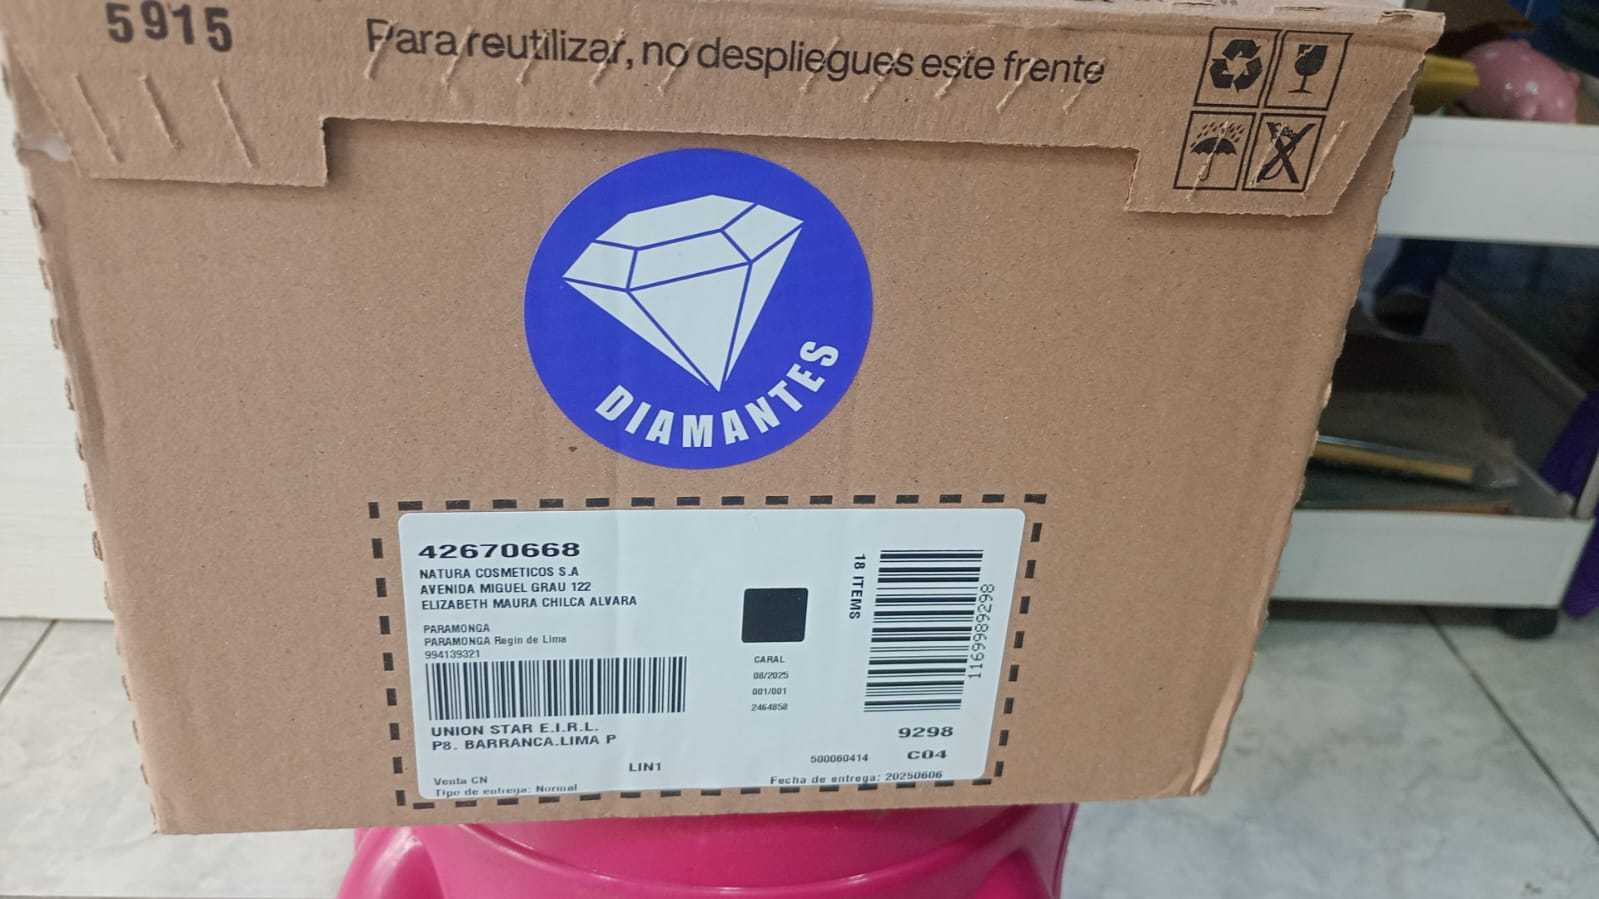 5915
Para reutilizar, no despliegues este frente
DIAMANTES
42670668
NATURA COSMETICOS S.A
AVENIDA MIGUEL GRAU 122
ELIZABETH MAURA CHILCA ALVARA
PARAMONGA
PARAMONGA Regin de Lima
994139321
UNION STAR E.I.R.L.
P8. BARRANCA.LIMA P
LIN1
Venta CN
Tipo de entrega: Normal
CARAL
08/2025
001/001
2464858
18 ITEMS
1169989298
9298
500060414
C04
Fecha de entrega: 20250606